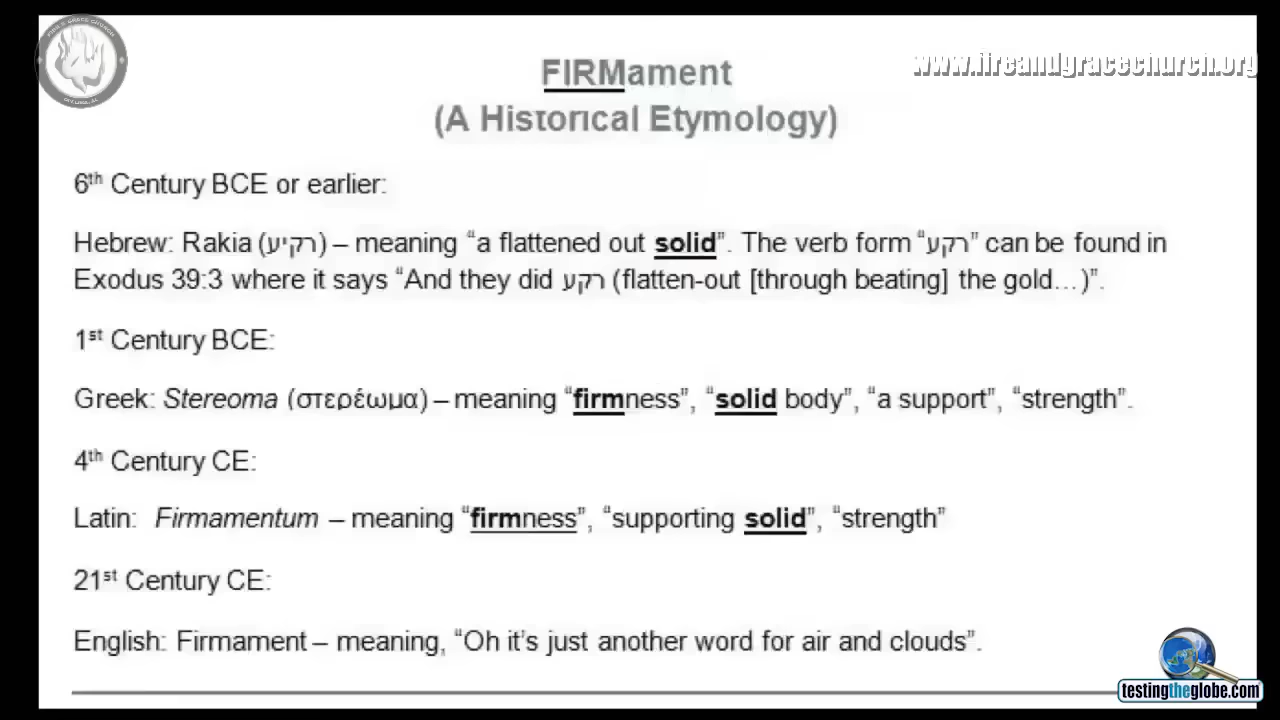 FIRE & GRACE CHURCH
www.fireandgracechurch.org
FIRMament
(A Historical Etymology)
6th Century BCE or earlier:
Hebrew: Rakia (רקיע) – meaning “a flattened out solid”. The verb form “רקע” can be found in
Exodus 39:3 where it says “And they did רקע (flatten-out [through beating] the gold…)”.
1st Century BCE:
Greek: Stereoma (στερέωμα) – meaning “firmness”, “solid body”, “a support”, “strength”.
4th Century CE:
Latin: Firmamentum – meaning “firmness”, “supporting solid”, “strength”
21st Century CE:
English: Firmament – meaning, “Oh it’s just another word for air and clouds”.
testingtheglobe.com